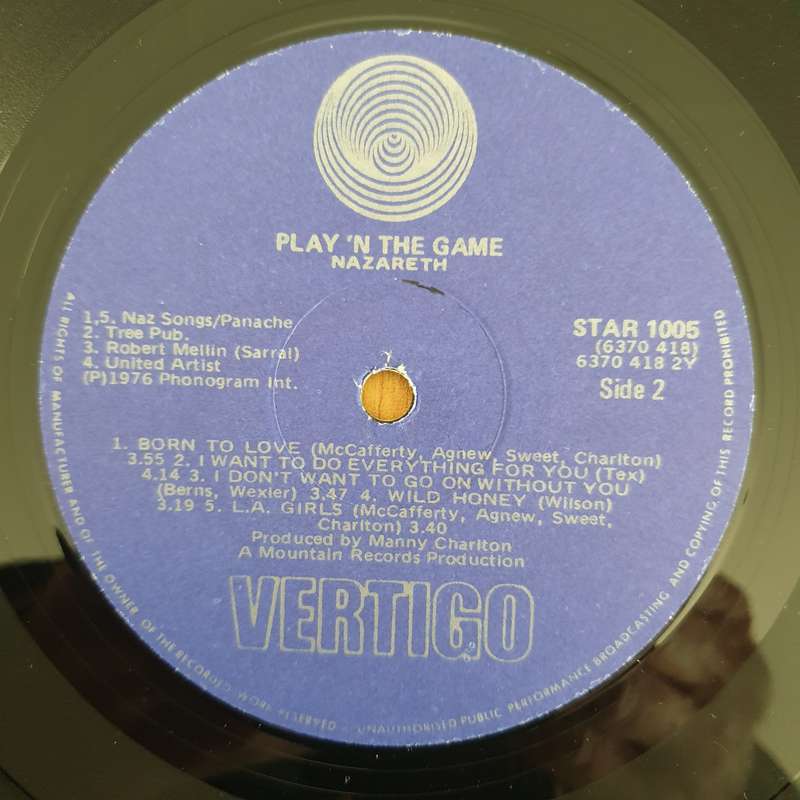 PLAY 'N THE GAME
NAZARETH
1,5. Naz Songs/Panache
2. Tree Pub.
3. Robert Mellin (Sarral)
4. United Artist
(P)1976 Phonogram Int.
STAR 1005
(6370 418)
6370 418 2Y
Side 2
1. BORN TO LOVE (McCafferty, Agnew, Sweet, Charlton)
3.55 2. I WANT TO DO EVERYTHING FOR YOU (Tex)
4.14 3. I DON'T WANT TO GO ON WITHOUT YOU
(Berns, Wexler) 3.47 4. WILD HONEY (Wilson)
3.19 5. L.A. GIRLS (McCafferty, Agnew, Sweet,
Charlton) 3.40
Produced by Manny Charlton
A Mountain Records Production
VERTIGO
ALL RIGHTS OF MANUFACTURER AND OF THE OWNER OF THE RECORDED WORK RESERVED - UNAUTHORISED PUBLIC PERFORMANCE BROADCASTING AND COPYING OF THIS RECORD PROHIBITED